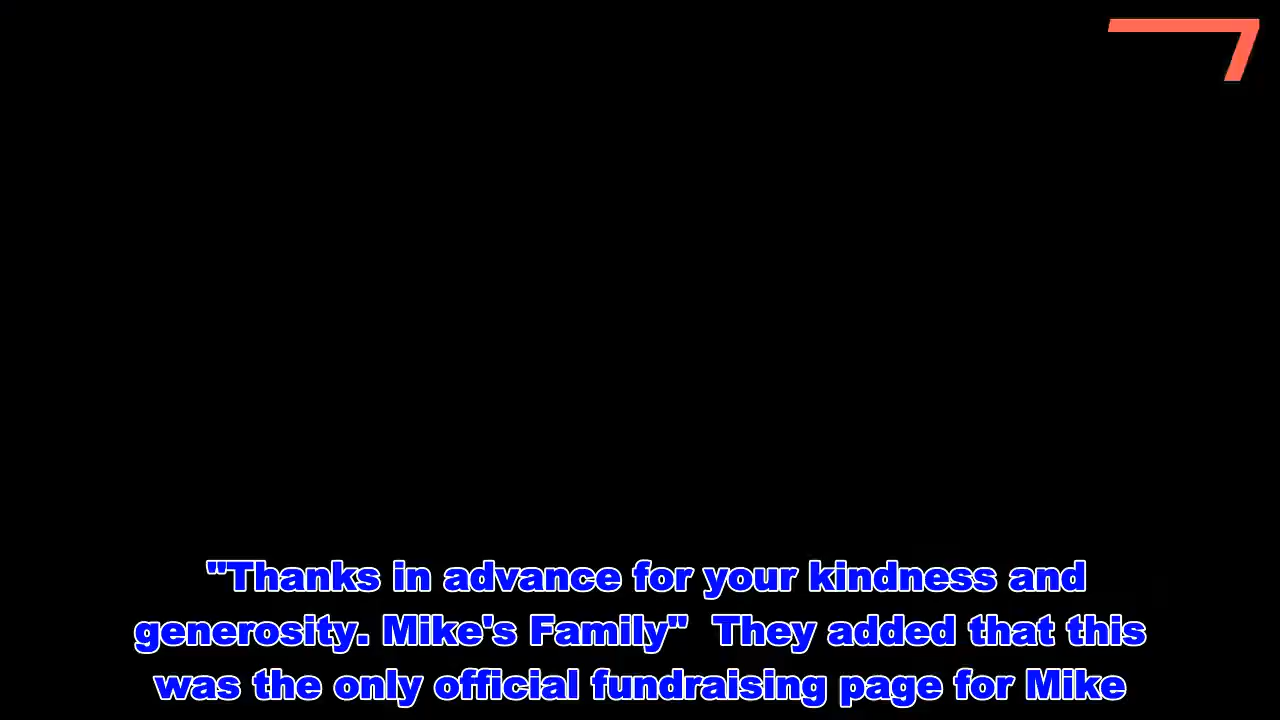 "Thanks in advance for your kindness and
generosity. Mike's Family"  They added that this
was the only official fundraising page for Mike